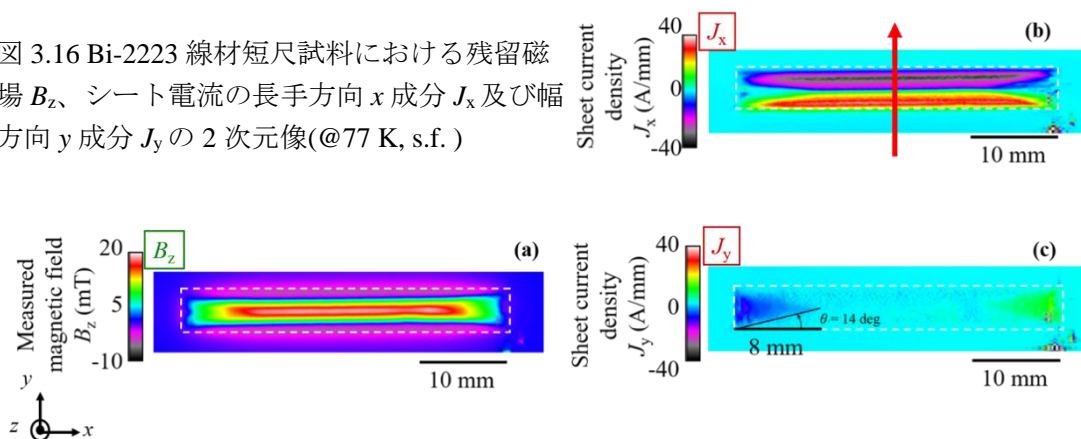 図 3.16 Bi-2223 線材短尺試料における残留磁
場 Bz、シート電流の長手方向 x 成分 Jx 及び幅
方向 y 成分 Jy の 2 次元像(@77 K, s.f. )
Sheet current
density
Jx (A/mm)
40
0
-40
Jx
(b)
10 mm
Measured
magnetic field
Bz (mT)
20
5
-10
Bz
(a)
10 mm
Sheet current
density
Jy (A/mm)
40
0
-40
Jy
(c)
θ = 14 deg
8 mm
10 mm
y
z
x